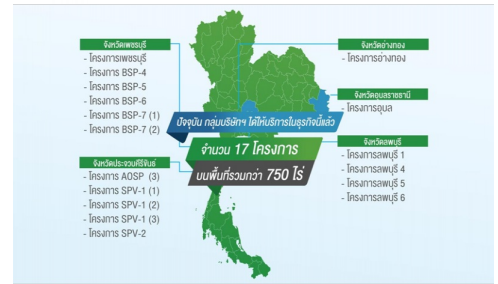 จังหวัดเพชรบุรี
- โครงการเพชรบุรี
- โครงการ BSP-4
- โครงการ BSP-5
- โครงการ BSP-6
- โครงการ BSP-7 (1)
- โครงการ BSP-7 (2)
จังหวัดประจวบคีรีขันธ์
- โครงการ AOSP (3)
- โครงการ SPV-1 (1)
- โครงการ SPV-1 (2)
- โครงการ SPV-1 (3)
- โครงการ SPV-2
ปัจจุบัน กลุ่มบริษัทฯ ได้ให้บริการในธุรกิจนี้แล้ว
จำนวน 17 โครงการ
บนพื้นที่รวมกว่า 750 ไร่
จังหวัดอ่างทอง
- โครงการอ่างทอง
จังหวัดอุบลราชธานี
- โครงการอุบล
จังหวัดลพบุรี
- โครงการลพบุรี 1
- โครงการลพบุรี 4
- โครงการลพบุรี 5
- โครงการลพบุรี 6